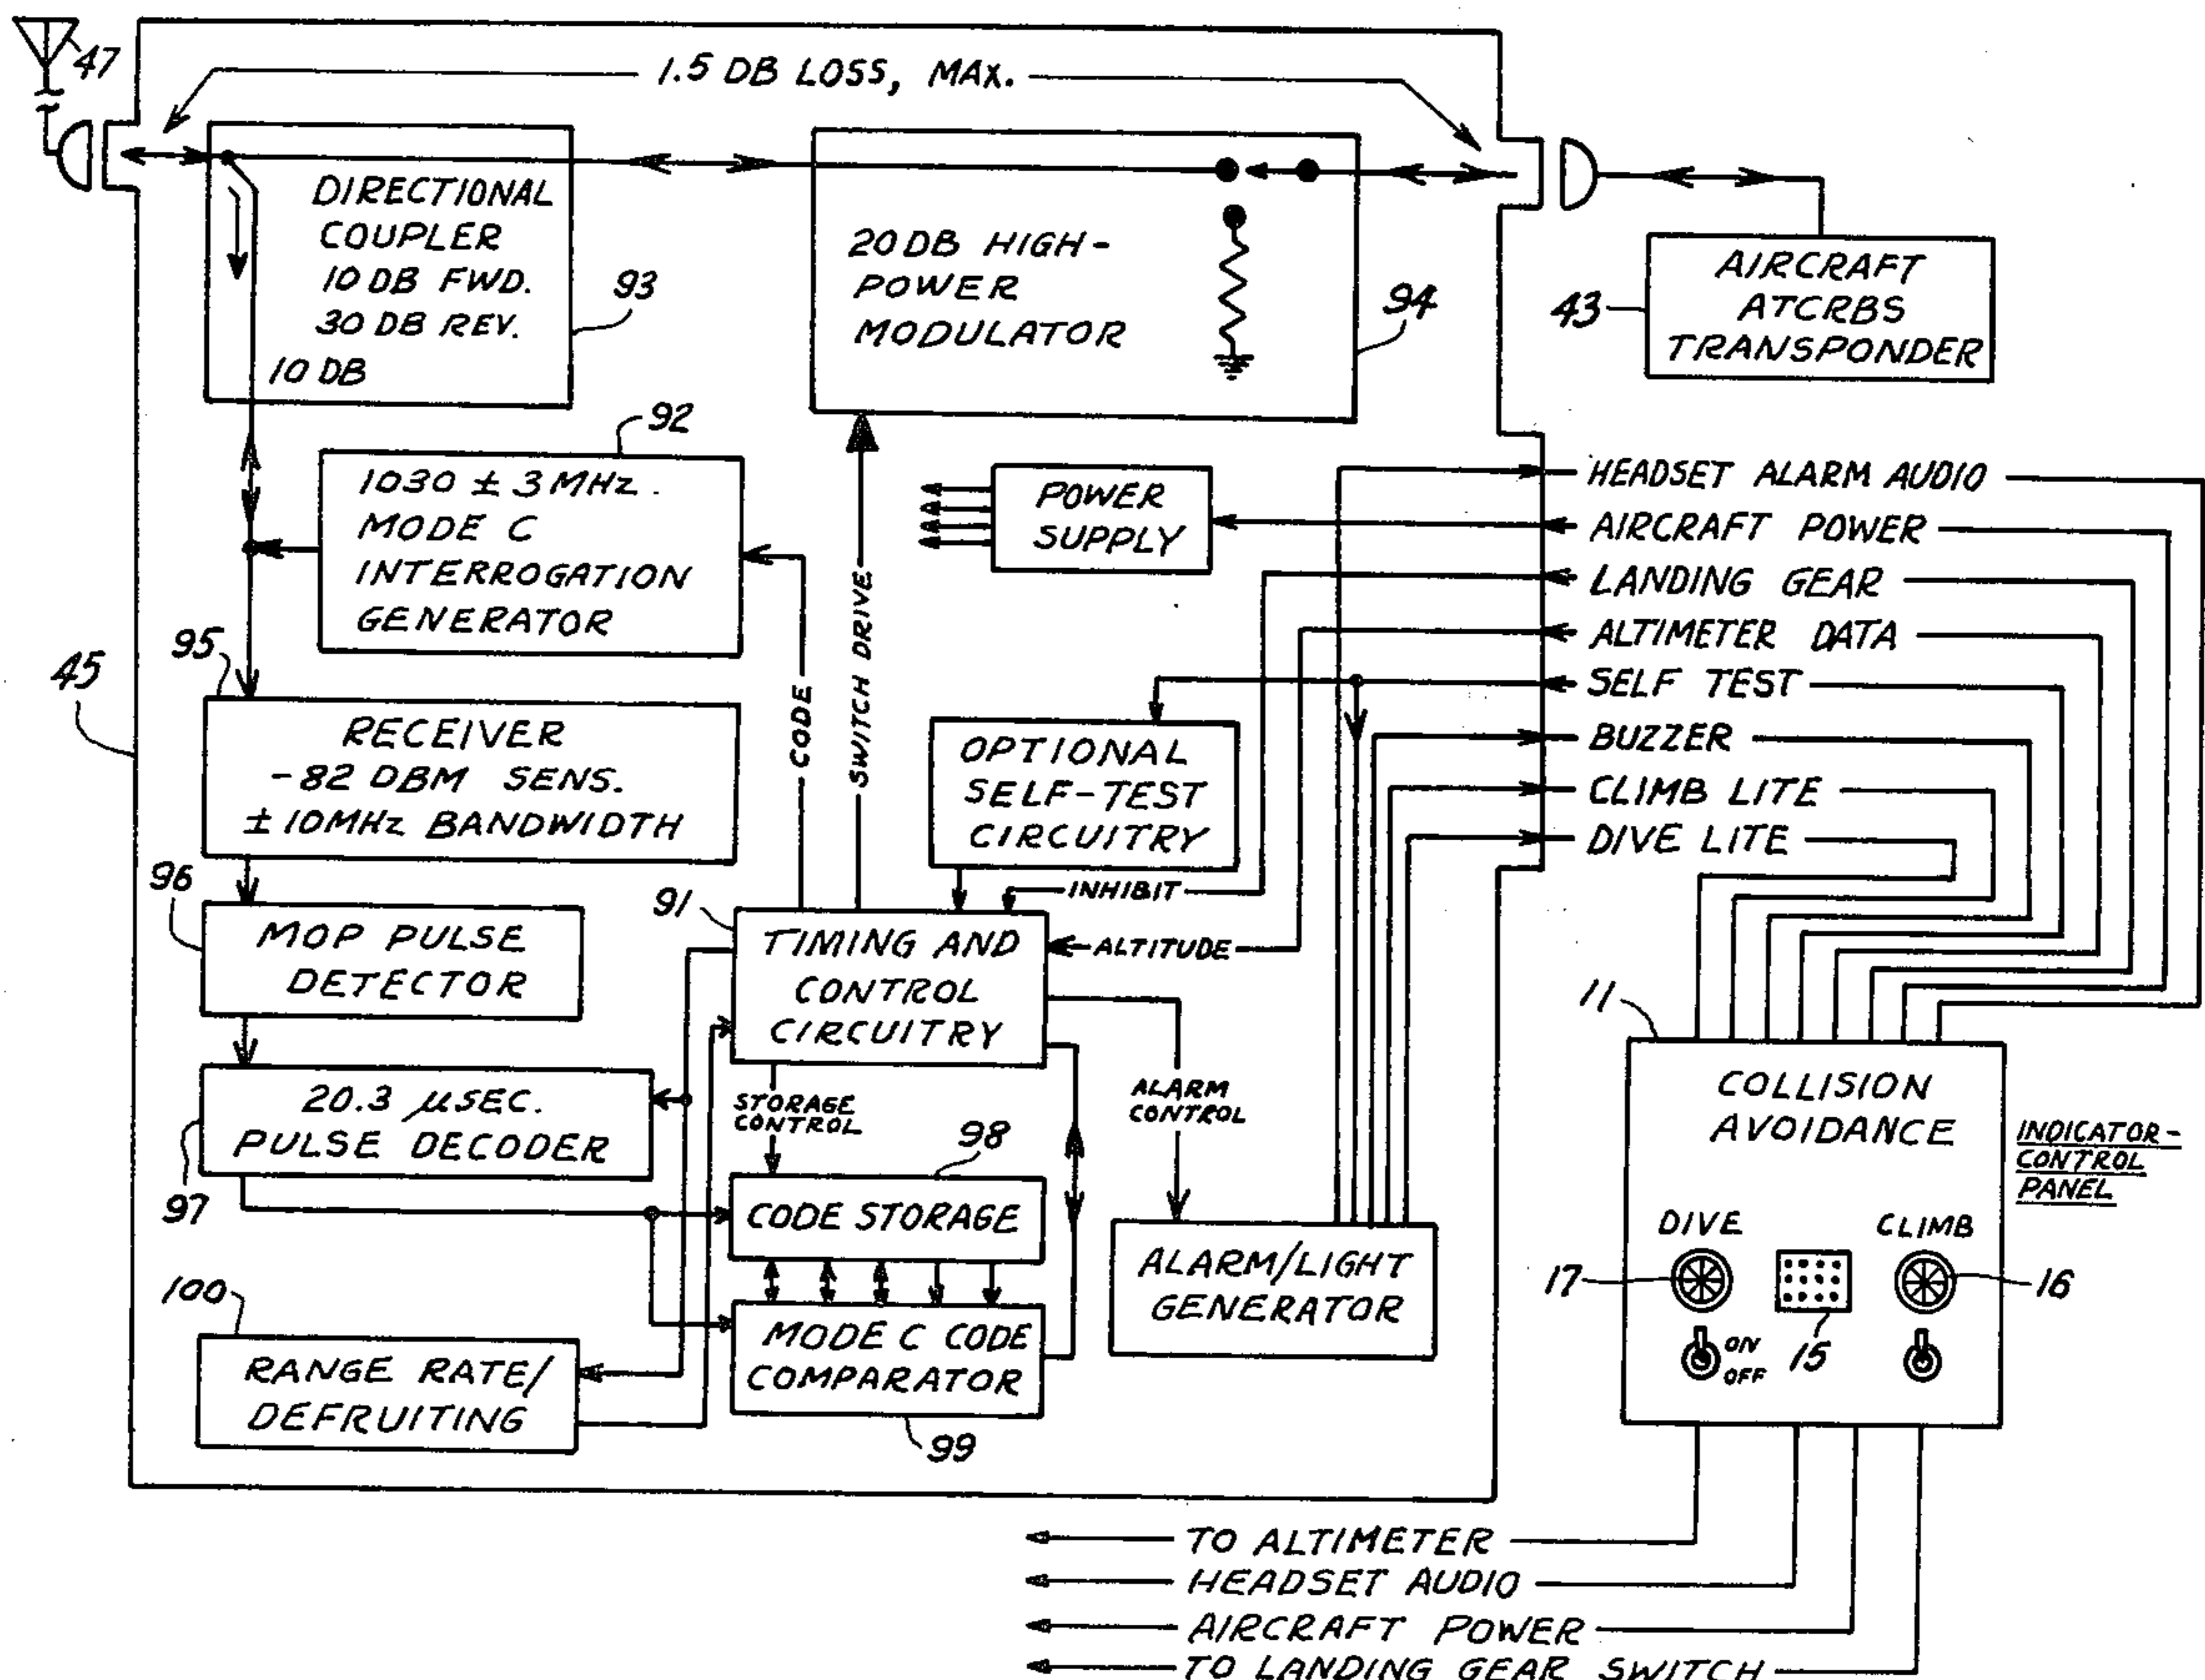 47
1.5 DB LOSS, MAX.
DIRECTIONAL
COUPLER
10 DB FWD.
30 DB REV.
10 DB
93
20 DB HIGH-
POWER
MODULATOR
94
43
AIRCRAFT
ATCRBS
TRANSPONDER
92
1030 ± 3 MHz.
MODE C
INTERROGATION
GENERATOR
POWER
SUPPLY
HEADSET ALARM AUDIO
AIRCRAFT POWER
LANDING GEAR
ALTIMETER DATA
SELF TEST
BUZZER
CLIMB LITE
DIVE LITE
CODE
SWITCH DRIVE
45
95
RECEIVER
-82 DBM SENS.
±10MHz BANDWIDTH
OPTIONAL
SELF-TEST
CIRCUITRY
INHIBIT
96
MOP PULSE
DETECTOR
91
TIMING AND
CONTROL
CIRCUITRY
ALTITUDE
97
20.3 μSEC.
PULSE DECODER
STORAGE
CONTROL
ALARM
CONTROL
98
CODE STORAGE
100
RANGE RATE/
DEFRUITING
MODE C CODE
COMPARATOR
99
ALARM/LIGHT
GENERATOR
11
COLLISION
AVOIDANCE
INDICATOR-
CONTROL
PANEL
DIVE
CLIMB
17
16
15
ON
OFF
TO ALTIMETER
HEADSET AUDIO
AIRCRAFT POWER
TO LANDING GEAR SWITCH